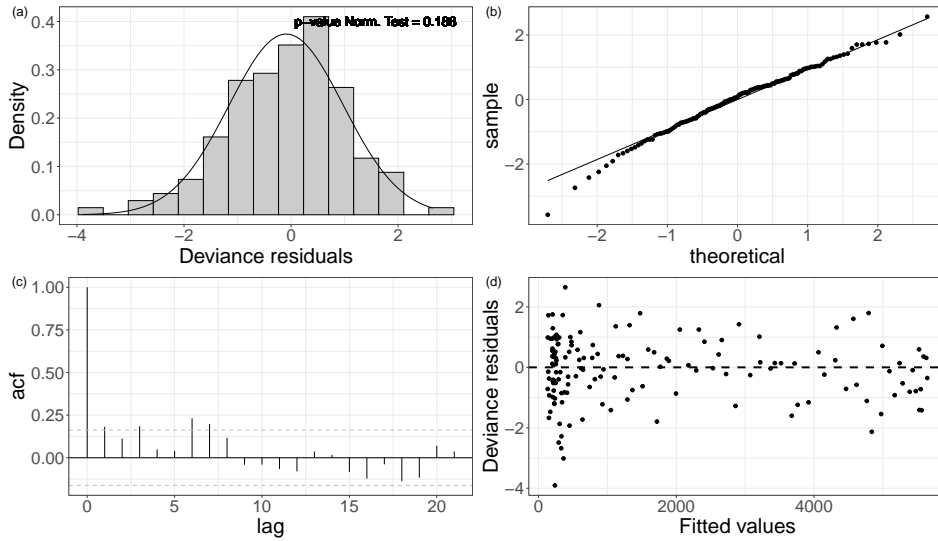 (a)
p-value Norm. Test = 0.188
Density
0.4
0.3
0.2
0.1
0.0
−4
−2
0
2
Deviance residuals
(b)
sample
2
0
−2
−2
−1
0
1
2
theoretical
(c)
acf
1.00
0.75
0.50
0.25
0.00
0
5
10
15
20
lag
(d)
Deviance residuals
2
0
−2
−4
0
2000
4000
Fitted values